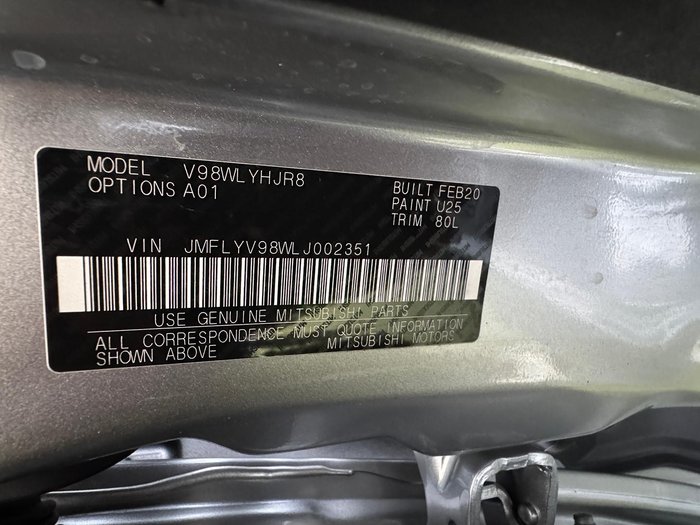 MODEL V98WLYHJR8
OPTIONS A01
BUILT FEB20
PAINT U25
TRIM 80L
VIN JMFLYV98WLJ002351
USE GENUINE MITSUBISHI PARTS
ALL CORRESPONDENCE MUST QUOTE INFORMATION
SHOWN ABOVE MITSUBISHI MOTORS